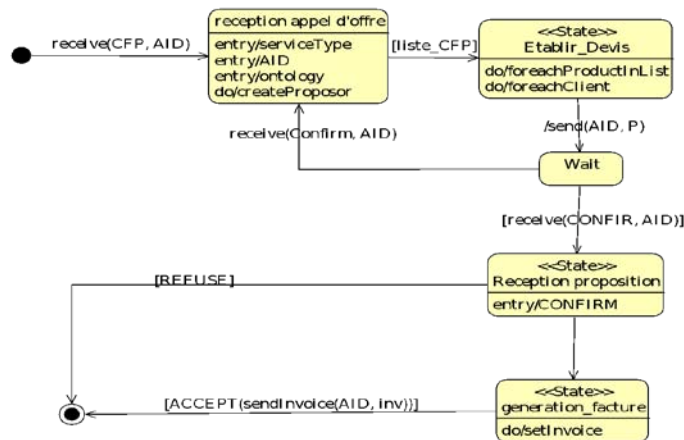 receive(CFP, AID)
reception appel d'offre
entry/serviceType
entry/AID
entry/ontology
do/createProposor
[liste_CFP]
<<State>>
Etablir_Devis
do/foreachProductInList
do/foreachClient
receive(Confirm, AID)
/send(AID, P)
Wait
[receive(CONFIR, AID)]
<<State>>
Reception proposition
entry/CONFIRM
[REFUSE]
<<State>>
generation_facture
do/setInvoice
[ACCEPT(sendInvoice(AID, inv))]